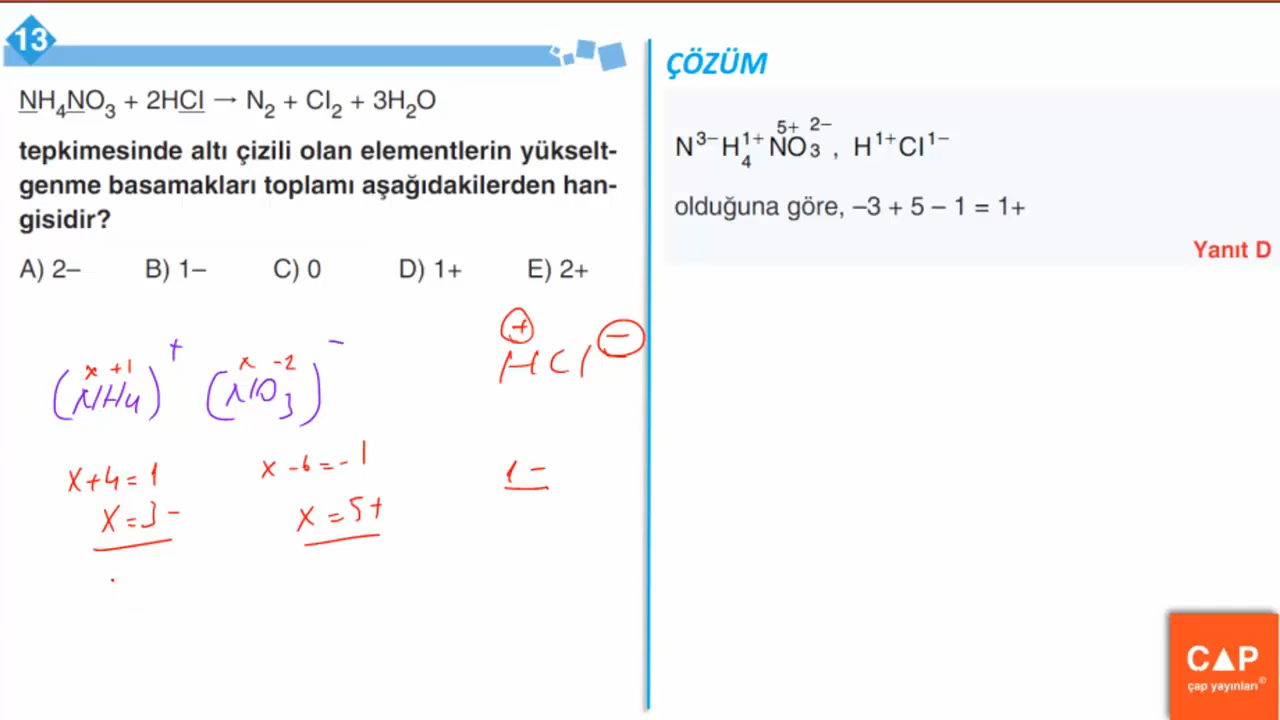 13
NH₄NO₃ + 2HCl → N₂ + Cl₂ + 3H₂O
tepkimesinde altı çizili olan elementlerin yükselt-
genme basamakları toplamı aşağıdakilerden han-
gisidir?
A) 2– B) 1– C) 0 D) 1+ E) 2+
x +1 + x -2 –
(NH₄) (NO₃)
x+4=1 x-6=-1
x=3- x=5+
+ –
HCl
1-
ÇÖZÜM
N³⁻H₄¹⁺N⁵⁺O₃²⁻, H¹⁺Cl¹⁻
olduğuna göre, –3 + 5 – 1 = 1+
Yanıt D
CAP
çap yayınları©